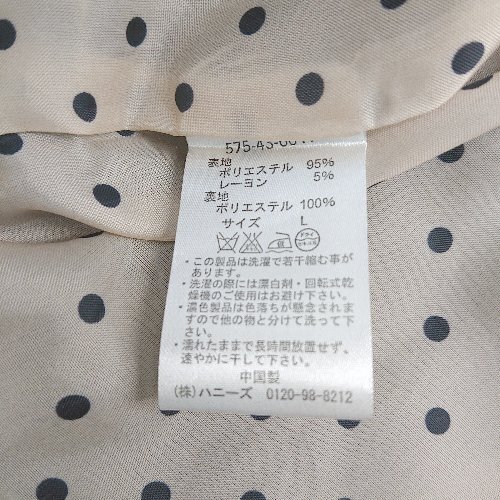 表地
ポリエステル 95%
レーヨン 5%
裏地
ポリエステル 100%
サイズ L
・この製品は洗濯で若干縮む事が
あります。
・洗濯の際には漂白剤・回転式乾
燥機のご使用はお避け下さい。
・濃色製品は色落ちが懸念されま
すので他の物と分けて洗って下
さい。
・濡れたままで長時間放置せず、
速やかに干して下さい。
中国製
(株)ハニーズ 0120-98-8212